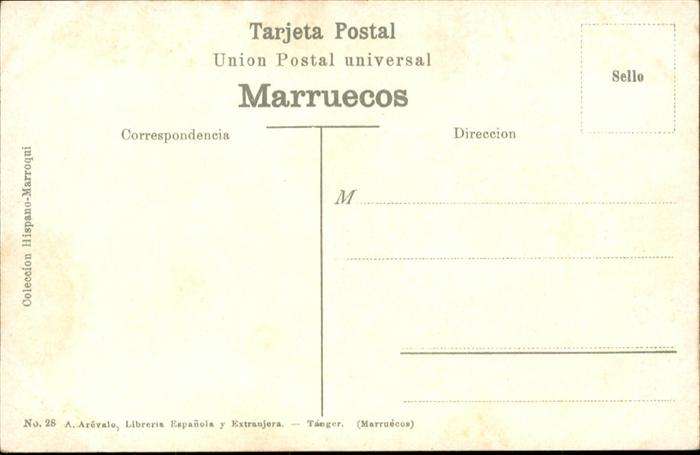 Tarjeta Postal
Union Postal universal
Marruecos
Sello
Correspondencia
Direccion
M
Coleccion Hispano-Marroqui
No. 28 A. Arévalo, Libreria Española y Extranjera. — Tánger. (Marruécos)